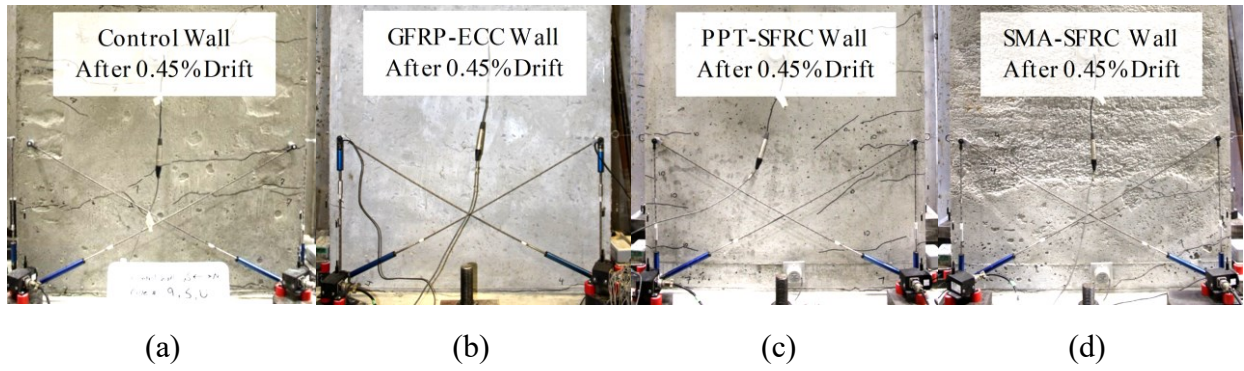 Control Wall
After 0.45%Drift
GFRP-ECC Wall
After 0.45%Drift
PPT-SFRC Wall
After 0.45%Drift
SMA-SFRC Wall
After 0.45%Drift
(a)
(b)
(c)
(d)